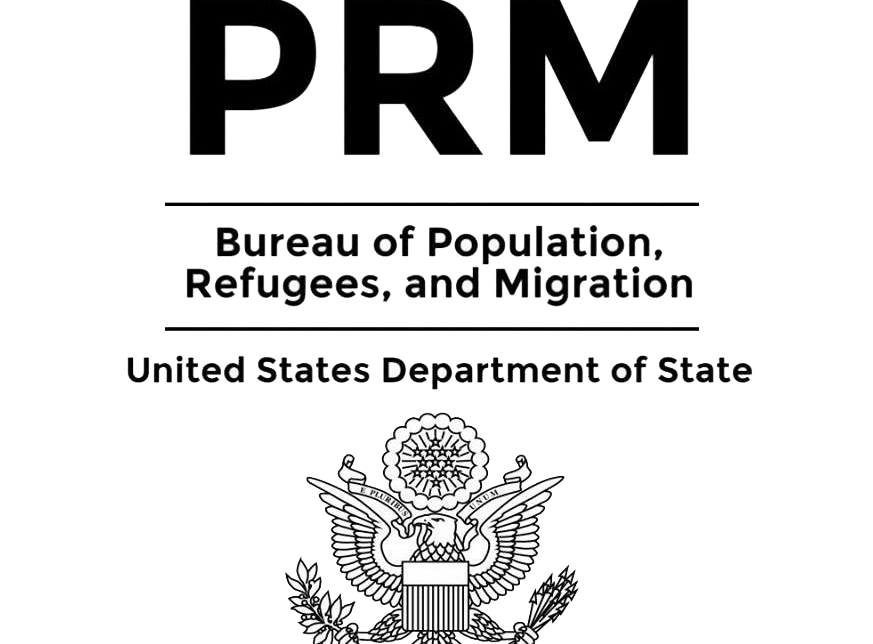 PRM
Bureau of Population,
Refugees, and Migration
United States Department of State
E PLURIBUS UNUM